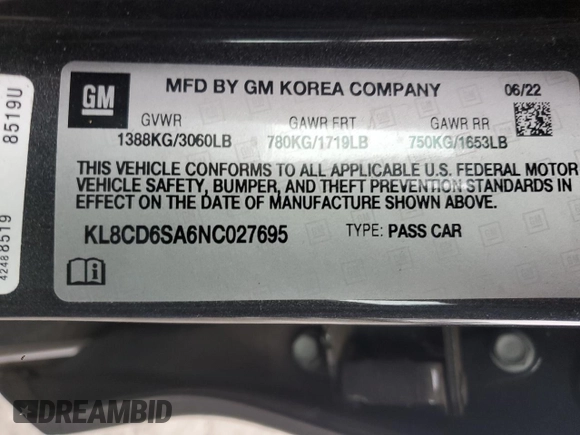 GM
MFD BY GM KOREA COMPANY
06/22
GVWR GAWR FRT GAWR RR
1388KG/3060LB 780KG/1719LB 750KG/1653LB
THIS VEHICLE CONFORMS TO ALL APPLICABLE U.S. FEDERAL MOTOR
VEHICLE SAFETY, BUMPER, AND THEFT PREVENTION STANDARDS IN
EFFECT ON THE DATE OF MANUFACTURE SHOWN ABOVE.
KL8CD6SA6NC027695 TYPE: PASS CAR
8519U
42488519
DREAMBID